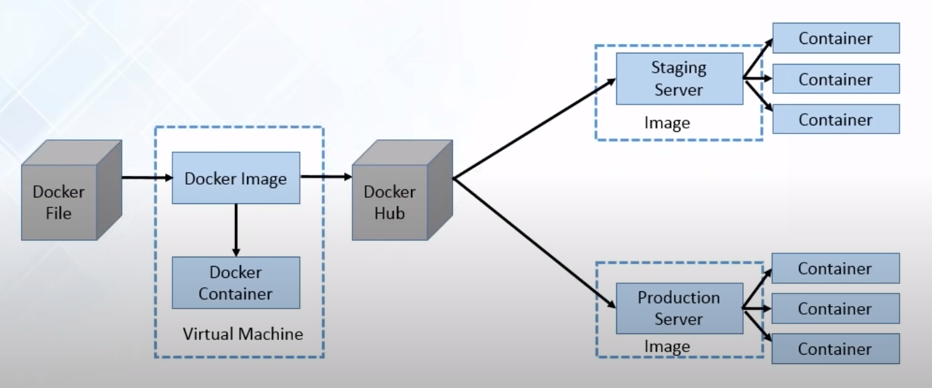 Docker
File
Docker Image
Docker
Container
Virtual Machine
Docker
Hub
Staging
Server
Image
Container
Container
Container
Production
Server
Image
Container
Container
Container